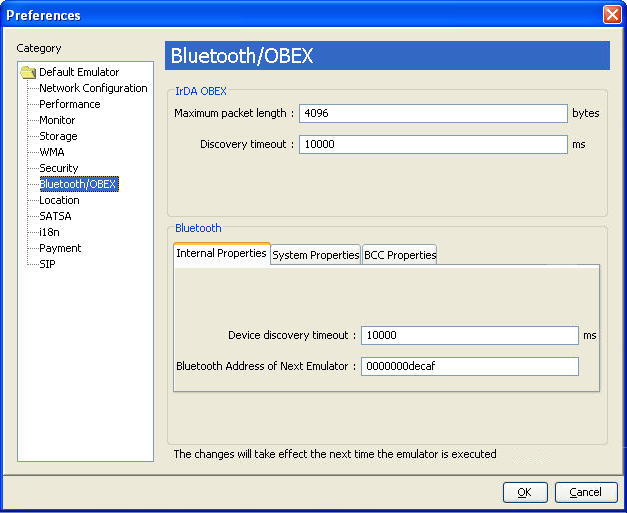 Preferences
Category
Default Emulator
Network Configuration
Performance
Monitor
Storage
WMA
Security
Bluetooth/OBEX
Location
SATSA
i18n
Payment
SIP
Bluetooth/OBEX
IrDA OBEX
Maximum packet length : 4096 bytes
Discovery timeout : 10000 ms
Bluetooth
Internal Properties System Properties BCC Properties
Device discovery timeout : 10000 ms
Bluetooth Address of Next Emulator : 0000000decaf
The changes will take effect the next time the emulator is executed
OK Cancel